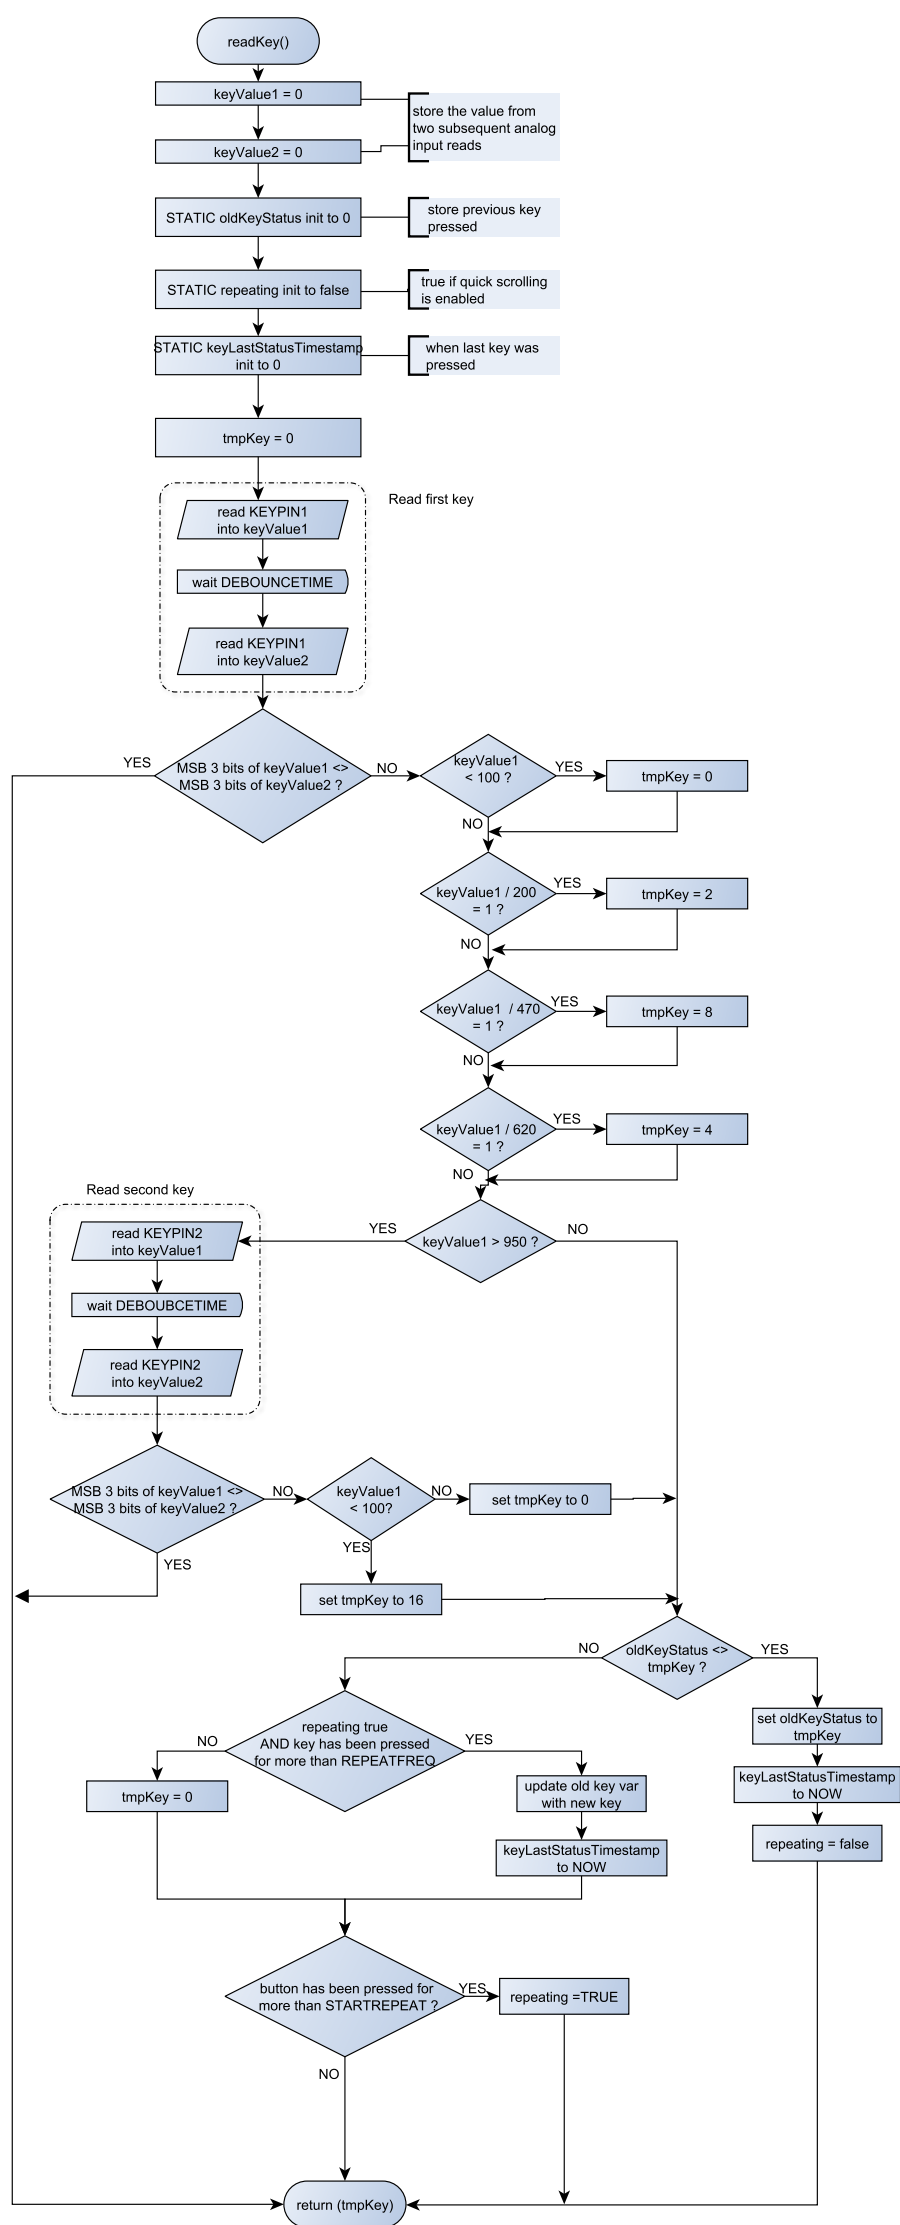 readKey()
keyValue1 = 0
store the value from
two subsequent analog
input reads
keyValue2 = 0
STATIC oldKeyStatus init to 0
store previous key
pressed
STATIC repeating init to false
true if quick scrolling
is enabled
STATIC keyLastStatusTimestamp
init to 0
when last key was
pressed
tmpKey = 0
Read first key
read KEYPIN1
into keyValue1
wait DEBOUNCETIME
read KEYPIN1
into keyValue2
YES
MSB 3 bits of keyValue1 <>
MSB 3 bits of keyValue2 ?
NO
keyValue1
< 100 ?
YES
tmpKey = 0
NO
keyValue1 / 200
= 1 ?
YES
tmpKey = 2
NO
keyValue1 / 470
= 1 ?
YES
tmpKey = 8
NO
keyValue1 / 620
= 1 ?
YES
tmpKey = 4
NO
Read second key
read KEYPIN2
into keyValue1
YES
keyValue1 > 950 ?
NO
wait DEBOUBCETIME
read KEYPIN2
into keyValue2
MSB 3 bits of keyValue1 <>
MSB 3 bits of keyValue2 ?
NO
keyValue1
< 100?
NO
set tmpKey to 0
YES
YES
set tmpKey to 16
NO
oldKeyStatus <>
tmpKey ?
YES
set oldKeyStatus to
tmpKey
NO
repeating true
AND key has been pressed
for more than REPEATFREQ
YES
keyLastStatusTimestamp
to NOW
tmpKey = 0
update old key var
with new key
repeating = false
keyLastStatusTimestamp
to NOW
button has been pressed for
more than STARTREPEAT ?
YES
repeating =TRUE
NO
return (tmpKey)